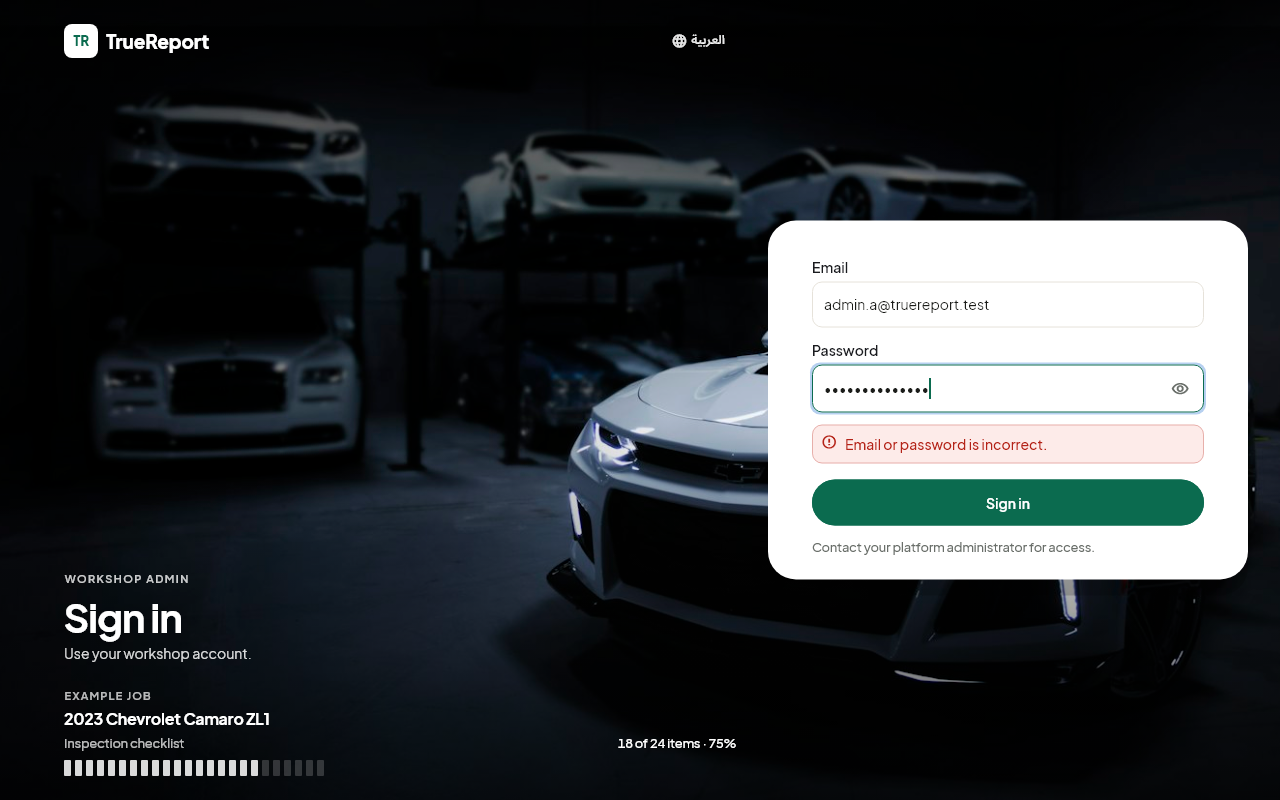 TR TrueReport
العربية
Email
admin.a@truereport.test
Password
••••••••••••••
Email or password is incorrect.
Sign in
Contact your platform administrator for access.
WORKSHOP ADMIN
Sign in
Use your workshop account.
EXAMPLE JOB
2023 Chevrolet Camaro ZL1
Inspection checklist
18 of 24 items · 75%